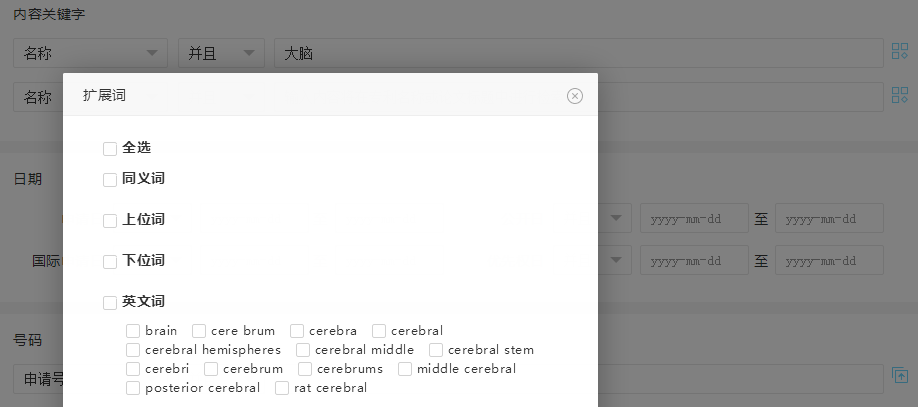 内容关键字
名称 并且 大脑
名称
扩展词
全选
同义词
上位词
下位词
英文词
brain cere brum cerebra cerebral
cerebral hemispheres cerebral middle cerebral stem
cerebri cerebrum cerebrums middle cerebral
posterior cerebral rat cerebral
日期
yyyy-mm-dd 至 yyyy-mm-dd
国际
yyyy-mm-dd 至 yyyy-mm-dd
号码
申请号